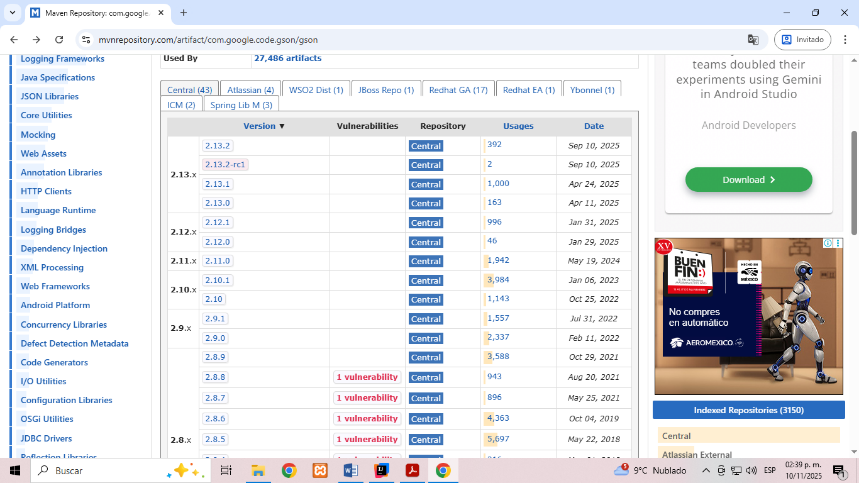 Maven Repository: com.google.
mvnrepository.com/artifact/com.google.code.gson/gson
Invitado
Logging Frameworks
Java Specifications
JSON Libraries
Core Utilities
Mocking
Web Assets
Annotation Libraries
HTTP Clients
Language Runtime
Logging Bridges
Dependency Injection
XML Processing
Web Frameworks
Android Platform
Concurrency Libraries
Defect Detection Metadata
Code Generators
I/O Utilities
Configuration Libraries
OSGi Utilities
JDBC Drivers
Reflection Libraries
Used By 27,486 artifacts
Central (43) Atlassian (4) WSO2 Dist (1) JBoss Repo (1) Redhat GA (17) Redhat EA (1) Ybonnel (1)
ICM (2) Spring Lib M (3)
Version ▼ Vulnerabilities Repository Usages Date
2.13.x
2.13.2 Central 392 Sep 10, 2025
2.13.2-rc1 Central 2 Sep 10, 2025
2.13.1 Central 1,000 Apr 24, 2025
2.13.0 Central 163 Apr 11, 2025
2.12.x
2.12.1 Central 996 Jan 31, 2025
2.12.0 Central 46 Jan 29, 2025
2.11.x 2.11.0 Central 1,942 May 19, 2024
2.10.x
2.10.1 Central 3,984 Jan 06, 2023
2.10 Central 1,143 Oct 25, 2022
2.9.x
2.9.1 Central 1,557 Jul 31, 2022
2.9.0 Central 2,337 Feb 11, 2022
2.8.x
2.8.9 Central 3,588 Oct 29, 2021
2.8.8 1 vulnerability Central 943 Aug 20, 2021
2.8.7 1 vulnerability Central 896 May 25, 2021
2.8.6 1 vulnerability Central 4,363 Oct 04, 2019
2.8.5 1 vulnerability Central 5,697 May 22, 2018
teams doubled their
experiments using Gemini
in Android Studio
Android Developers
Download
XV
BUEN
FIN
HECHO EN
MÉXICO
No compres
en automático
AEROMEXICO
Indexed Repositories (3150)
Central
Atlassian External
Buscar
9°C Nublado
ESP
02:39 p. m.
10/11/2025